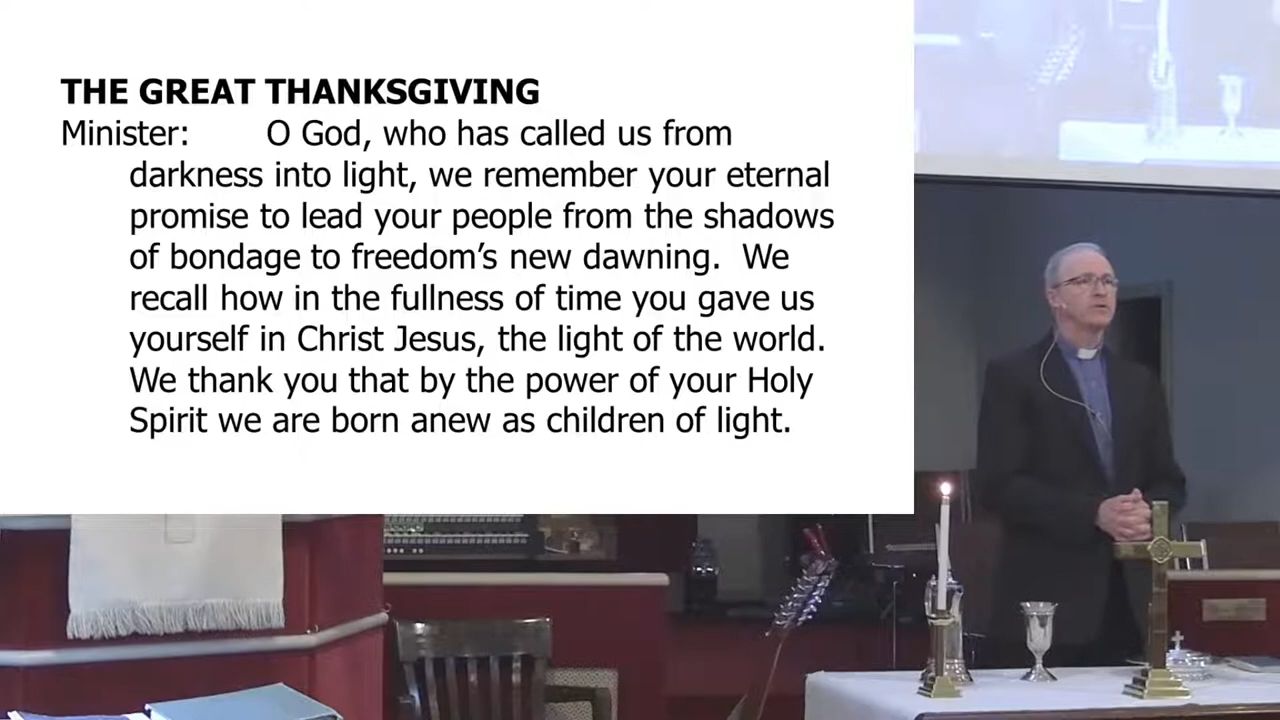 THE GREAT THANKSGIVING
Minister: O God, who has called us from
darkness into light, we remember your eternal
promise to lead your people from the shadows
of bondage to freedom’s new dawning. We
recall how in the fullness of time you gave us
yourself in Christ Jesus, the light of the world.
We thank you that by the power of your Holy
Spirit we are born anew as children of light.